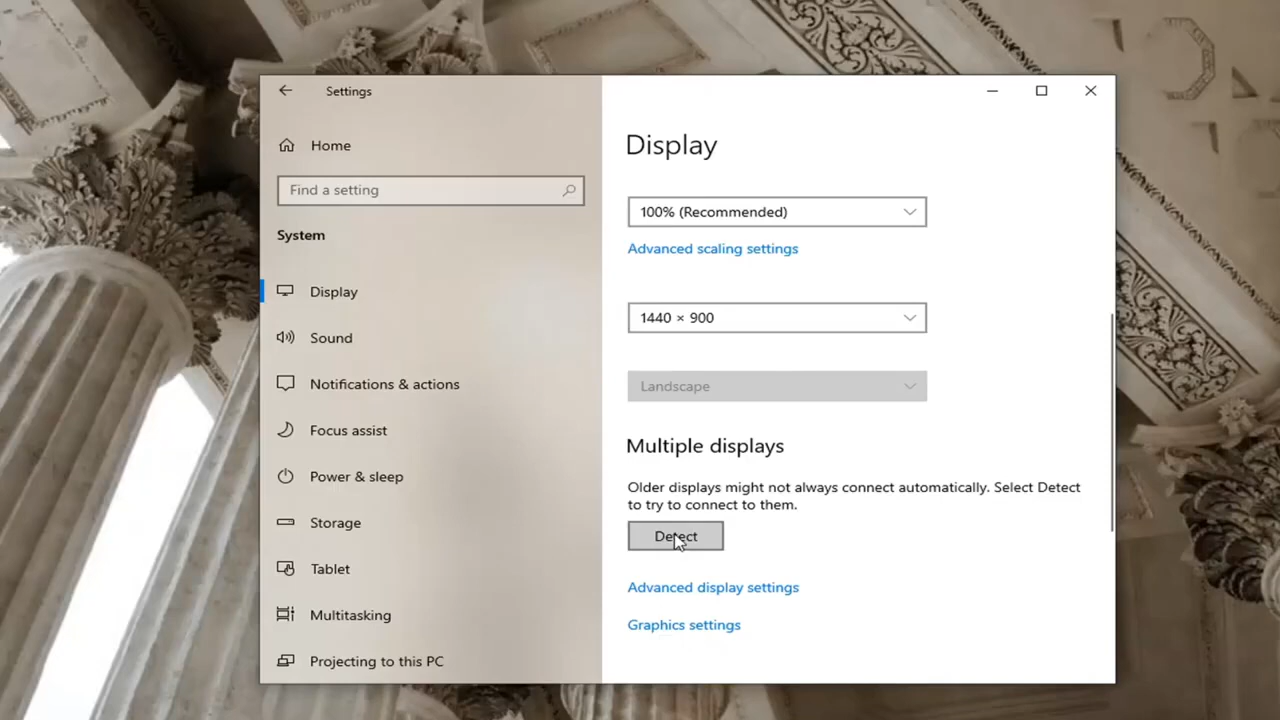 Settings
Home
Find a setting
System
Display
Sound
Notifications & actions
Focus assist
Power & sleep
Storage
Tablet
Multitasking
Projecting to this PC
Display
100% (Recommended)
Advanced scaling settings
1440 × 900
Landscape
Multiple displays
Older displays might not always connect automatically. Select Detect
to try to connect to them.
Detect
Advanced display settings
Graphics settings